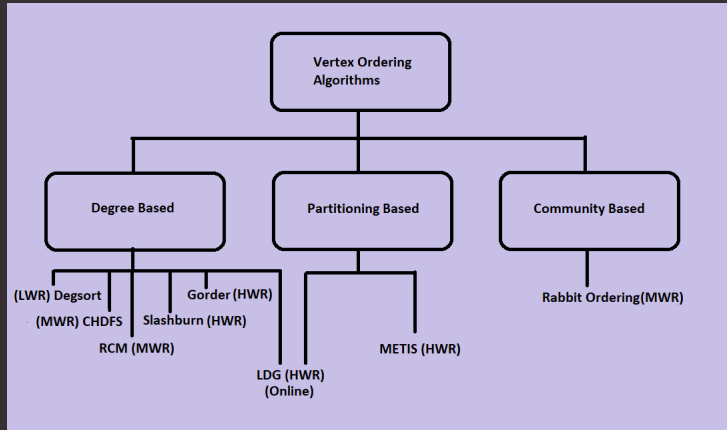 Vertex Ordering
Algorithms
Degree Based
Partitioning Based
Community Based
(LWR) Degsort
Gorder (HWR)
Rabbit Ordering(MWR)
(MWR) CHDFS
Slashburn (HWR)
RCM (MWR)
METIS (HWR)
LDG (HWR)
(Online)